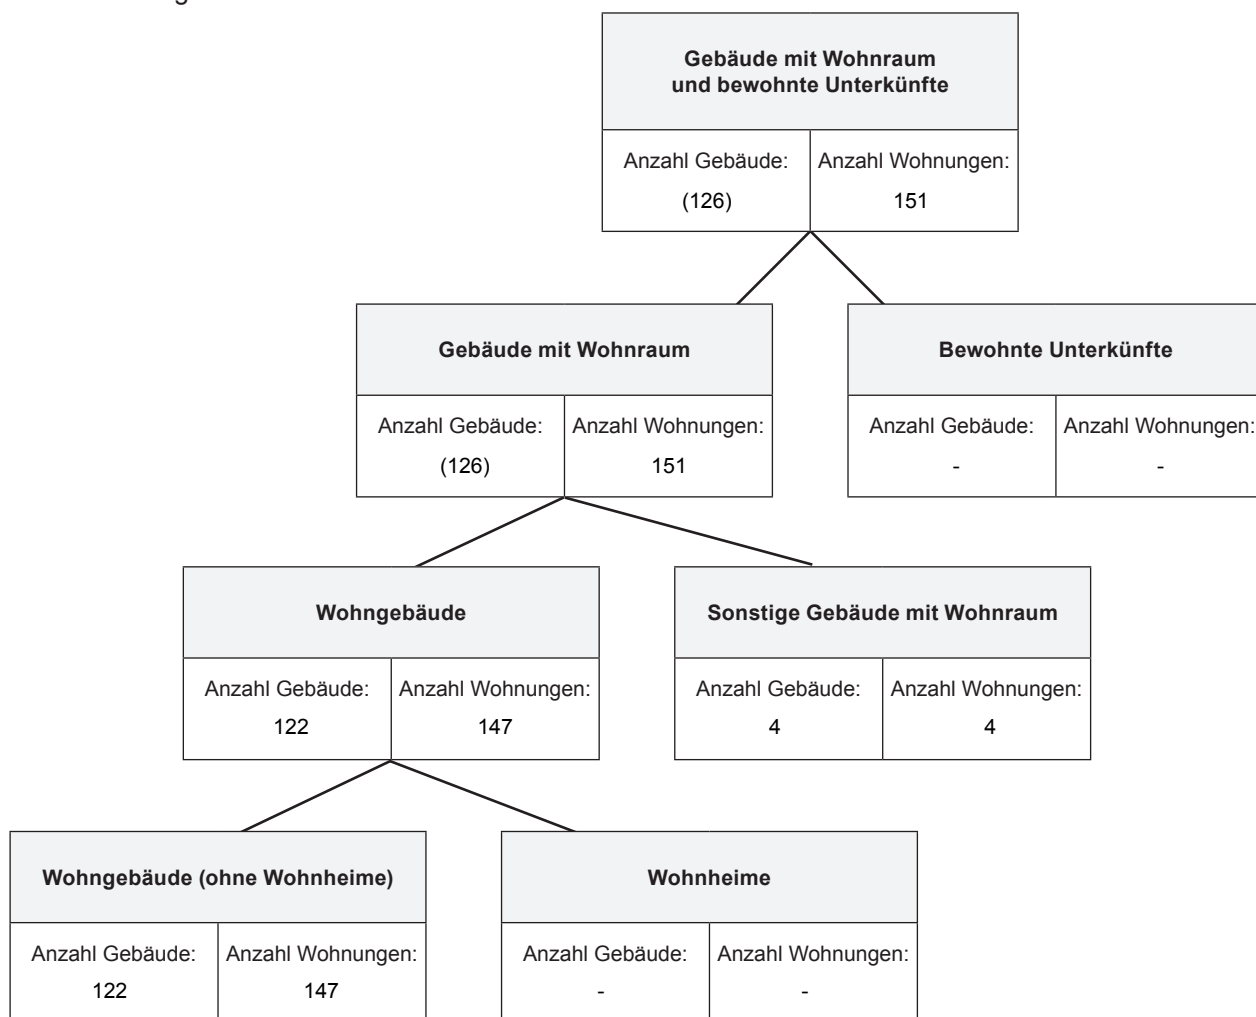 Gebäude mit Wohnraum
und bewohnte Unterkünfte
Anzahl Gebäude: Anzahl Wohnungen:
(126) 151
Gebäude mit Wohnraum
Anzahl Gebäude: Anzahl Wohnungen:
(126) 151
Bewohnte Unterkünfte
Anzahl Gebäude: Anzahl Wohnungen:
- -
Wohngebäude
Anzahl Gebäude: Anzahl Wohnungen:
122 147
Sonstige Gebäude mit Wohnraum
Anzahl Gebäude: Anzahl Wohnungen:
4 4
Wohngebäude (ohne Wohnheime)
Anzahl Gebäude: Anzahl Wohnungen:
122 147
Wohnheime
Anzahl Gebäude: Anzahl Wohnungen:
- -